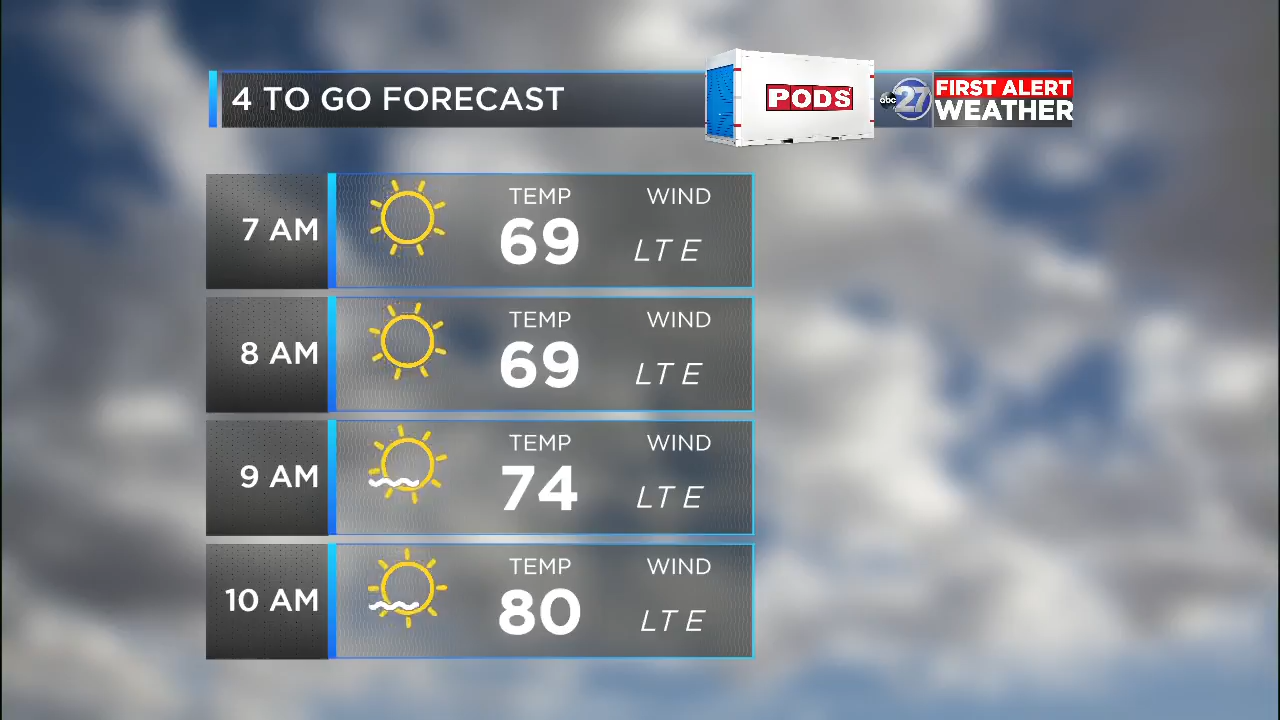 4 TO GO FORECAST
PODS
abc 27
FIRST ALERT
WEATHER
7 AM
TEMP
WIND
69
LT E
8 AM
TEMP
WIND
69
LT E
9 AM
TEMP
WIND
74
LT E
10 AM
TEMP
WIND
80
LT E